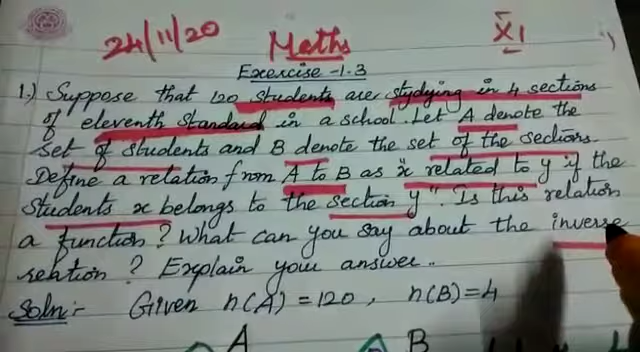 24/11/20
Maths
XI
Exercise - 1.3
1.) Suppose that 120 students are stydying in 4 sections
of eleventh standard in a school. Let A denote the
set of students and B denote the set of the sections.
Define a relation from A to B as "x related to y if the
students x belongs to the section y". Is this relation
a function? What can you say about the inverse
relation? Explain your answer.
Soln:- Given n(A) = 120, n(B) = 4
A B